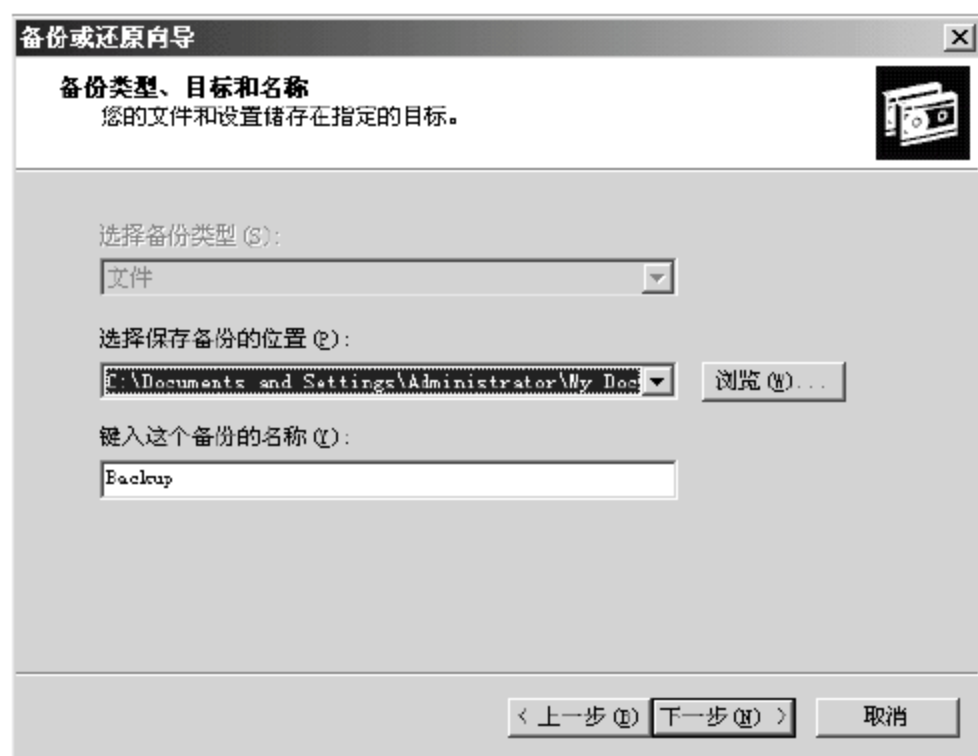 备份或还原向导
备份类型、目标和名称
您的文件和设置储存在指定的目标。
选择备份类型(S):
文件
选择保存备份的位置(P):
C:\Documents and Settings\Administrator\My Doc
浏览(W)...
键入这个备份的名称(Y):
Backup
< 上一步(B)
下一步(N) >
取消